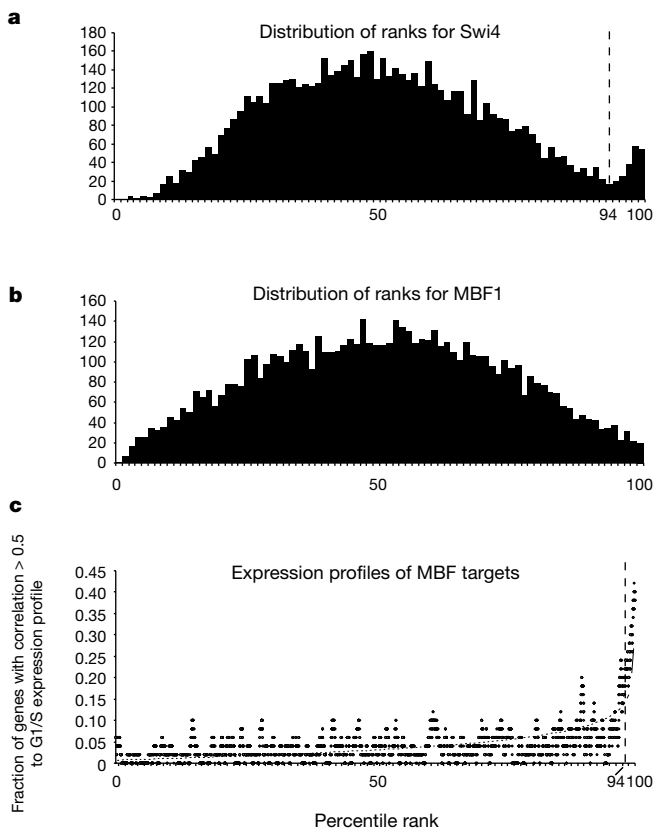 a
Distribution of ranks for Swi4
180
160
140
120
100
80
60
40
20
0
0 50 94 100
b
Distribution of ranks for MBF1
160
140
120
100
80
60
40
20
0
0 50 100
c
Expression profiles of MBF targets
Fraction of genes with correlation > 0.5
to G1/S expression profile
0.45
0.40
0.35
0.30
0.25
0.20
0.15
0.10
0.05
0
0 50 94 100
Percentile rank